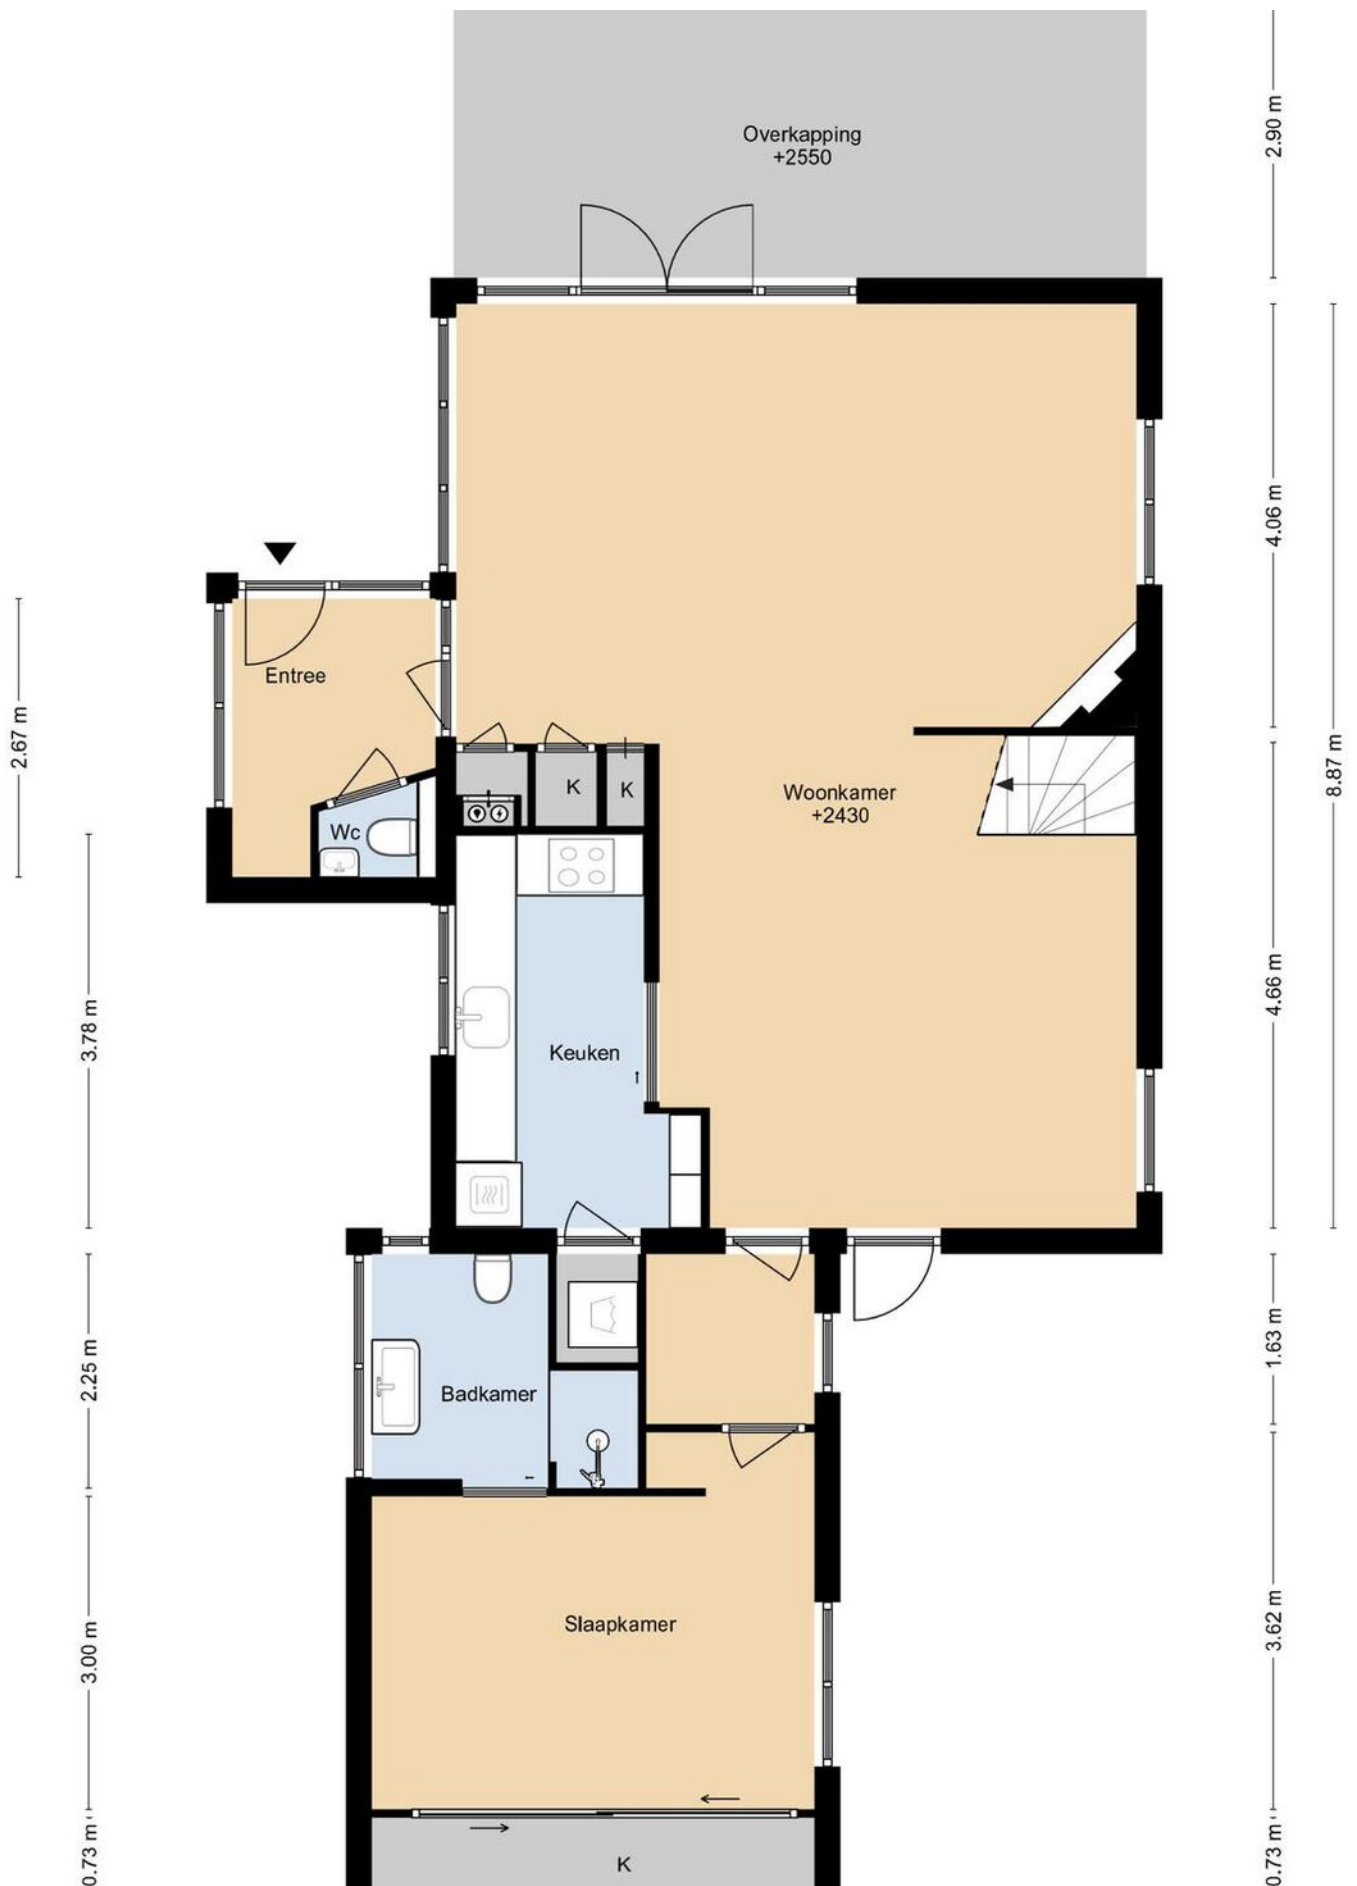 Overkapping
+2550
2.90 m
4.06 m
8.87 m
Entree
2.67 m
Wc
K
K
Woonkamer
+2430
4.66 m
3.78 m
Keuken
Badkamer
2.25 m
1.63 m
Slaapkamer
3.00 m
3.62 m
K
0.73 m
0.73 m